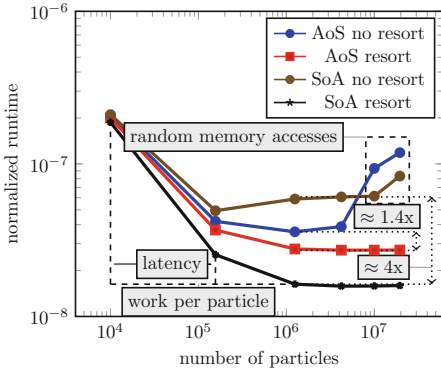 10⁻⁶
AoS no resort
AoS resort
SoA no resort
SoA resort
random memory accesses
10⁻⁷
normalized runtime
≈ 1.4x
latency
≈ 4x
work per particle
10⁻⁸
10⁴
10⁵
10⁶
10⁷
number of particles